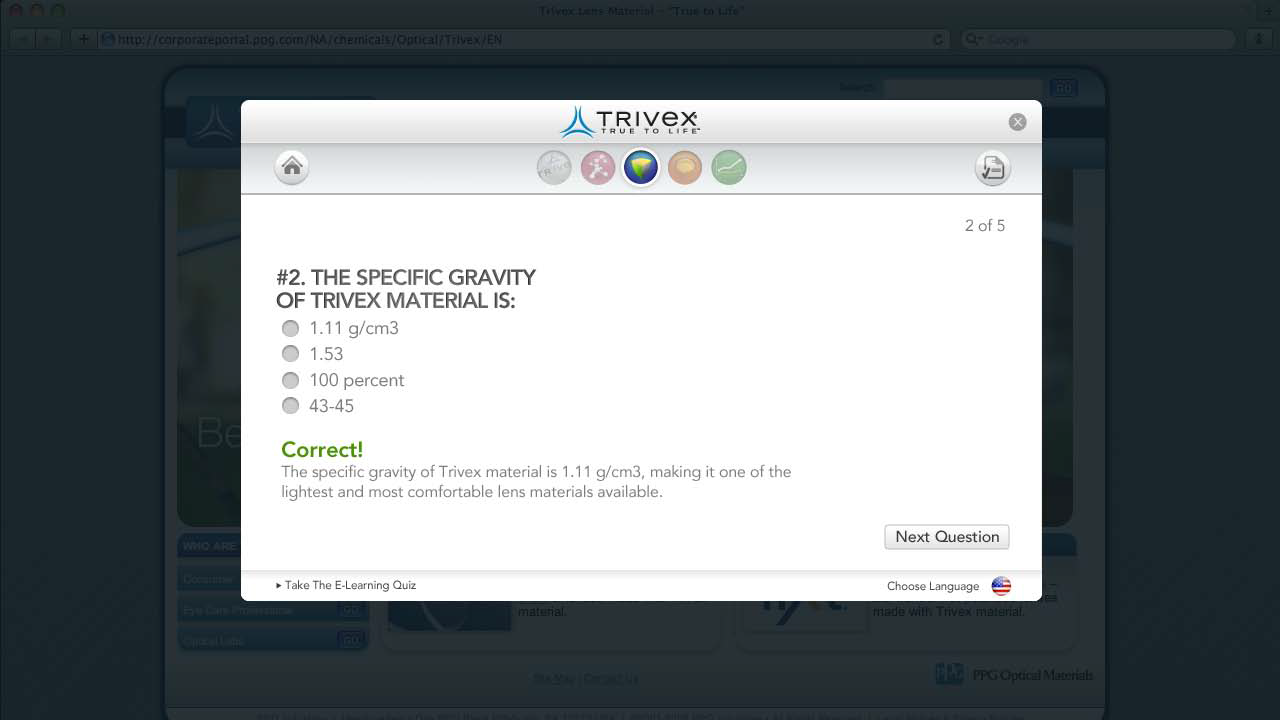 Trivex Lens Material – "True to Life"
http://corporateportal.ppg.com/NA/chemicals/Optical/Trivex/EN
Google
Search
GO
TRIVEX
TRUE TO LIFE
2 of 5
#2. THE SPECIFIC GRAVITY
OF TRIVEX MATERIAL IS:
1.11 g/cm3
1.53
100 percent
43-45
Be
Correct!
The specific gravity of Trivex material is 1.11 g/cm3, making it one of the
lightest and most comfortable lens materials available.
Next Question
WHO ARE
Take The E-Learning Quiz
Choose Language
Consumer
Eye Care Professional GO
material.
made with Trivex material.
Optical Labs GO
Site Map | Contact Us
PPG PPG Optical Materials